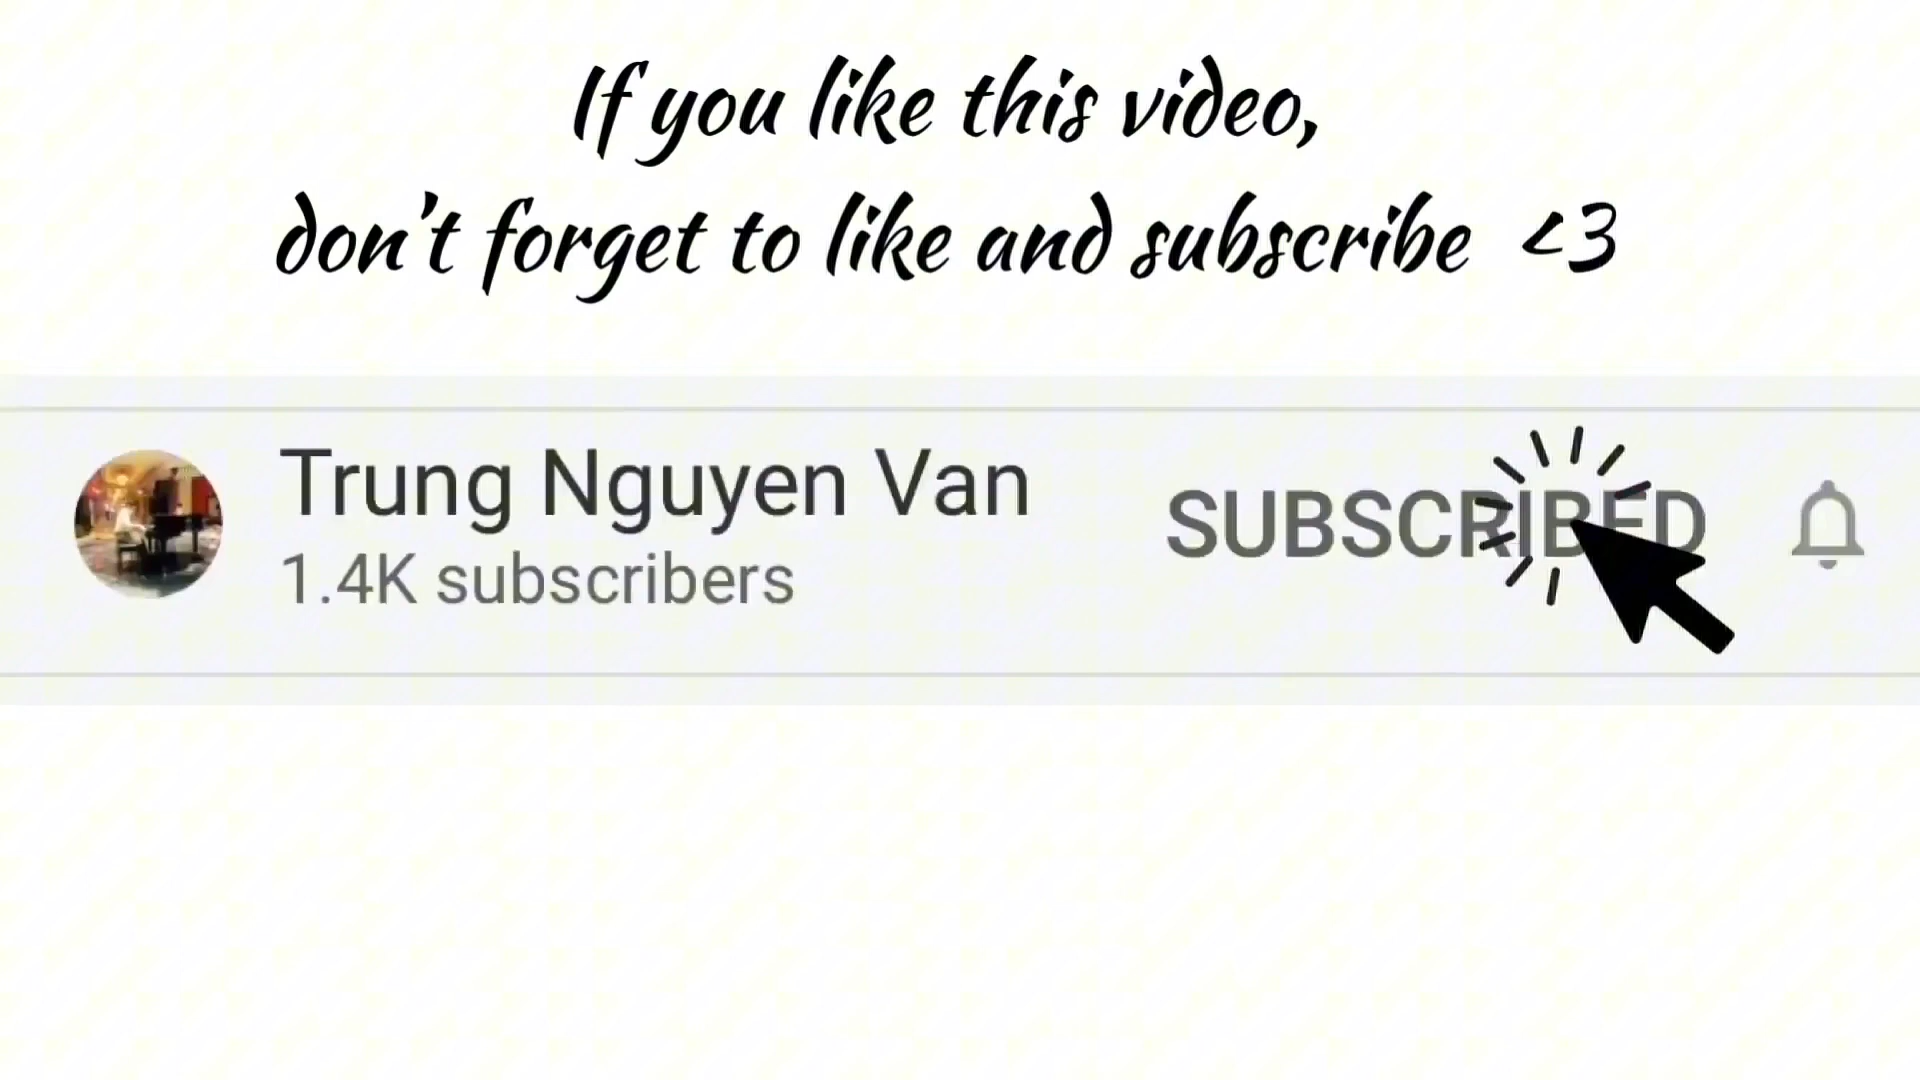 If you like this video,
don't forget to like and subscribe <3
Trung Nguyen Van
1.4K subscribers
SUBSCRIBED